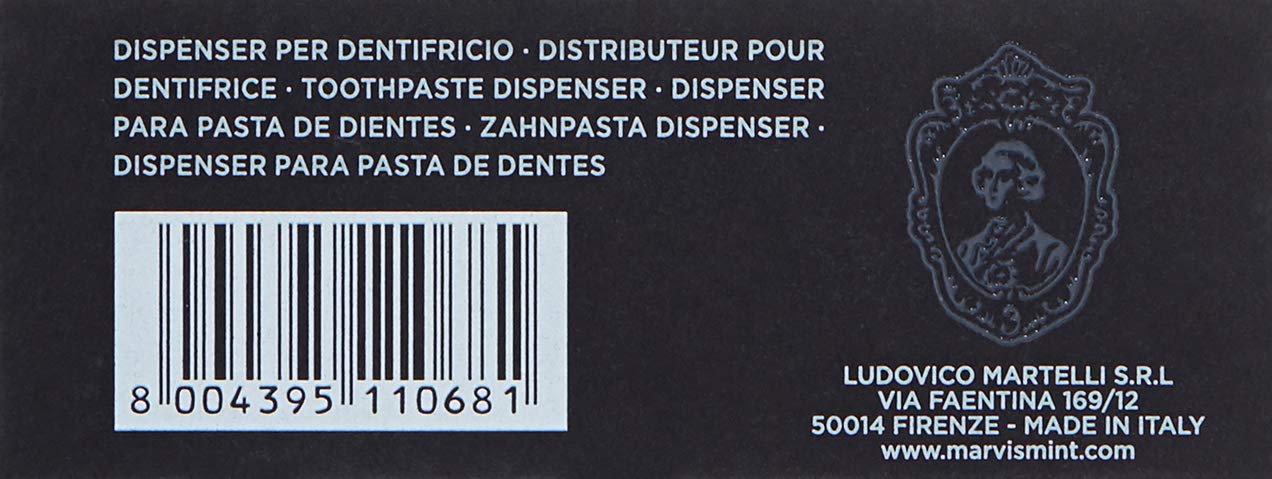 DISPENSER PER DENTIFRICIO · DISTRIBUTEUR POUR
DENTIFRICE · TOOTHPASTE DISPENSER · DISPENSER
PARA PASTA DE DIENTES · ZAHNPASTA DISPENSER ·
DISPENSER PARA PASTA DE DENTES
8 004395 110681
LUDOVICO MARTELLI S.R.L
VIA FAENTINA 169/12
50014 FIRENZE - MADE IN ITALY
www.marvismint.com